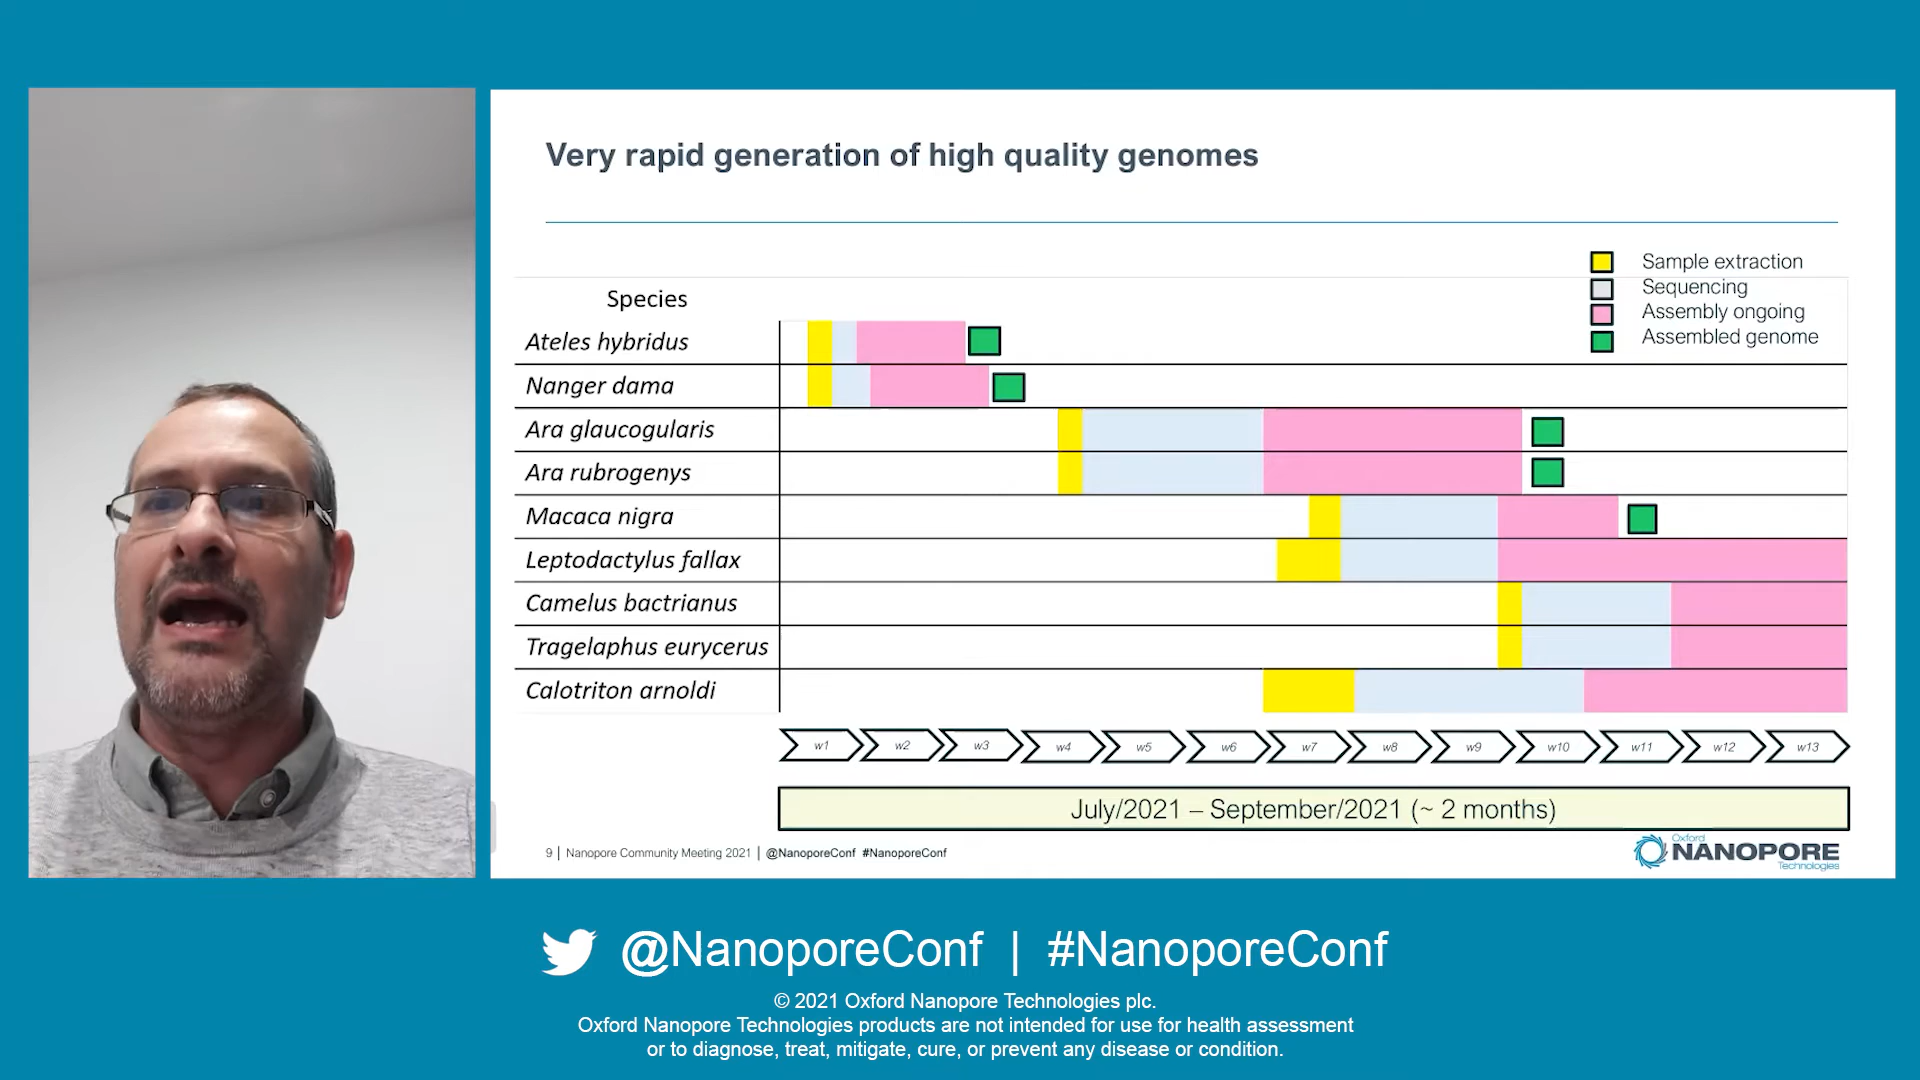 Very rapid generation of high quality genomes
Sample extraction
Sequencing
Assembly ongoing
Assembled genome
Species
Ateles hybridus
Nanger dama
Ara glaucogularis
Ara rubrogenys
Macaca nigra
Leptodactylus fallax
Camelus bactrianus
Tragelaphus eurycerus
Calotriton arnoldi
w1 w2 w3 w4 w5 w6 w7 w8 w9 w10 w11 w12 w13
July/2021 – September/2021 (~ 2 months)
9 | Nanopore Community Meeting 2021 | @NanoporeConf #NanoporeConf
Oxford
NANOPORE
Technologies
@NanoporeConf | #NanoporeConf
© 2021 Oxford Nanopore Technologies plc.
Oxford Nanopore Technologies products are not intended for use for health assessment
or to diagnose, treat, mitigate, cure, or prevent any disease or condition.